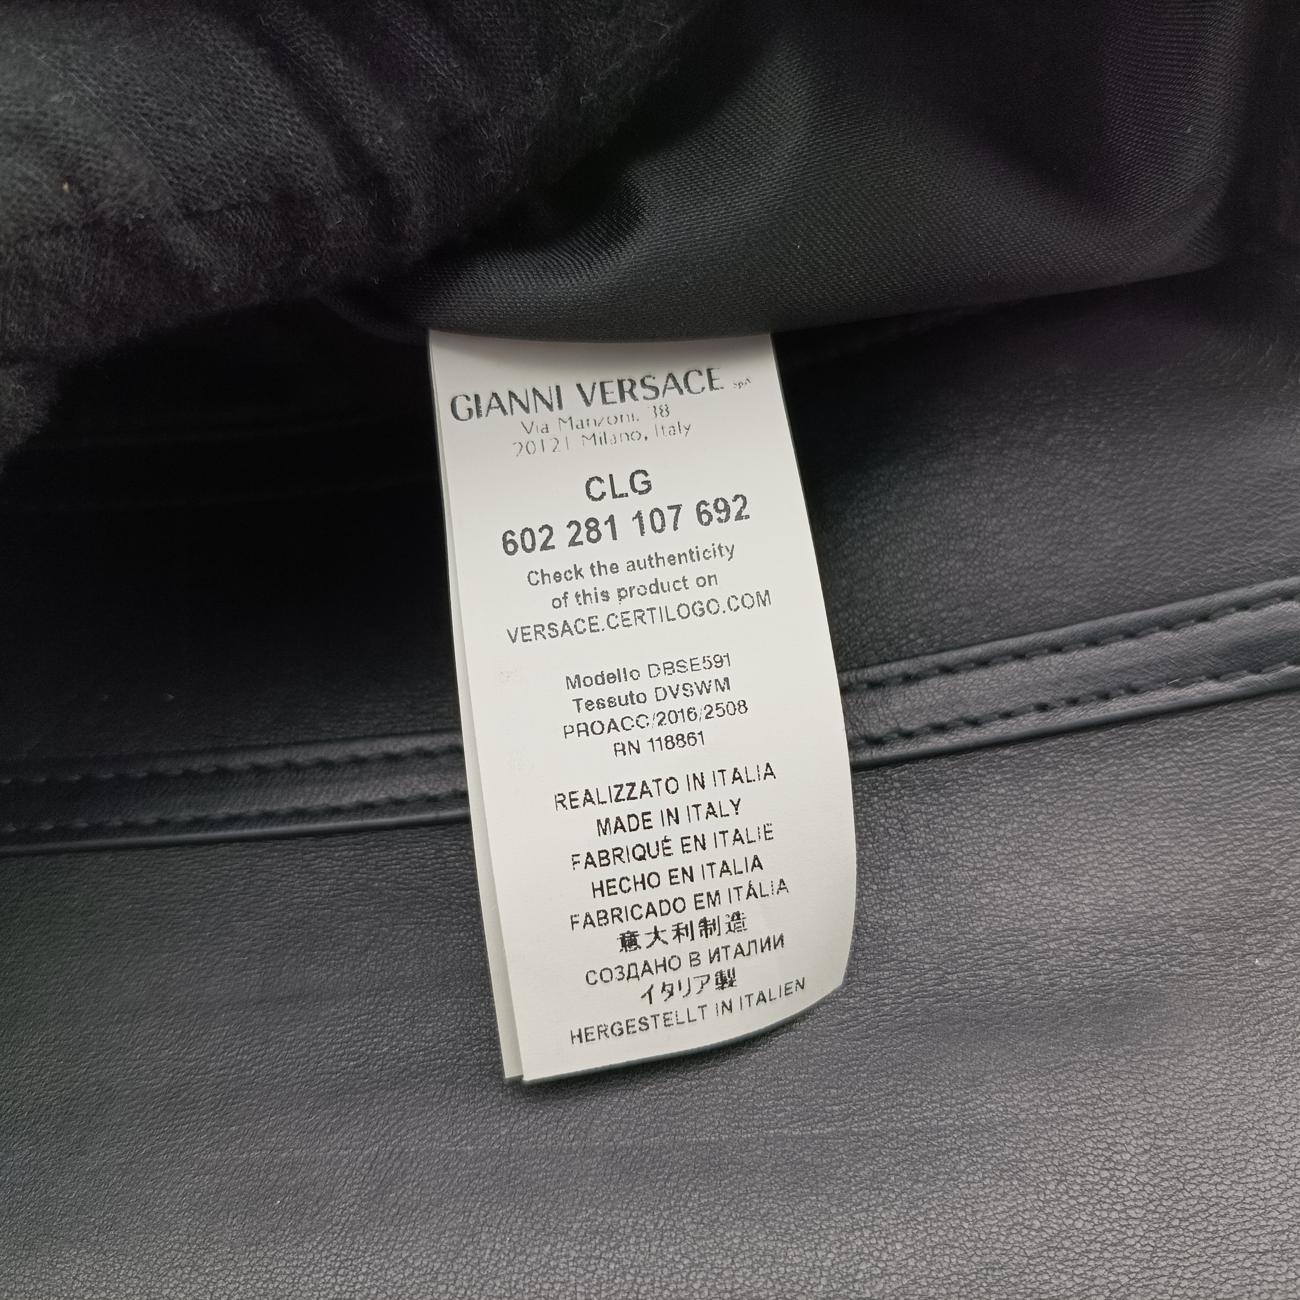 GIANNI VERSACE SpA
Via Manzoni, 38
20121 Milano, Italy
CLG
602 281 107 692
Check the authenticity
of this product on
VERSACE.CERTILOGO.COM
Modello DBSE591
Tessuto DVSWM
PROACC/2016/2508
RN 118861
REALIZZATO IN ITALIA
MADE IN ITALY
FABRIQUÉ EN ITALIE
HECHO EN ITALIA
FABRICADO EM ITÁLIA
意大利制造
СОЗДАНО В ИТАЛИИ
イタリア製
HERGESTELLT IN ITALIEN